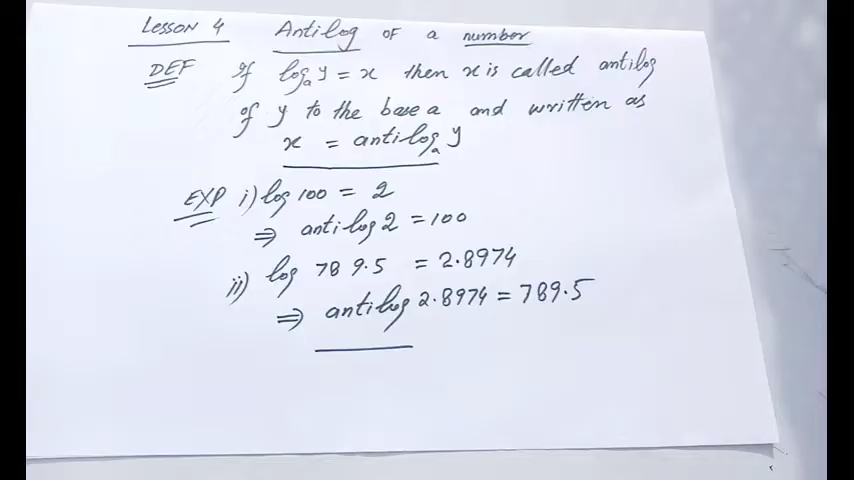 LESSON 4 Antilog OF a number
DEF If logₐ y = x then x is called antilog
of y to the base a and written as
x = antilogₐ y
EXP i) log 100 = 2
⇒ antilog 2 = 100
ii) log 789.5 = 2.8974
⇒ antilog 2.8974 = 789.5